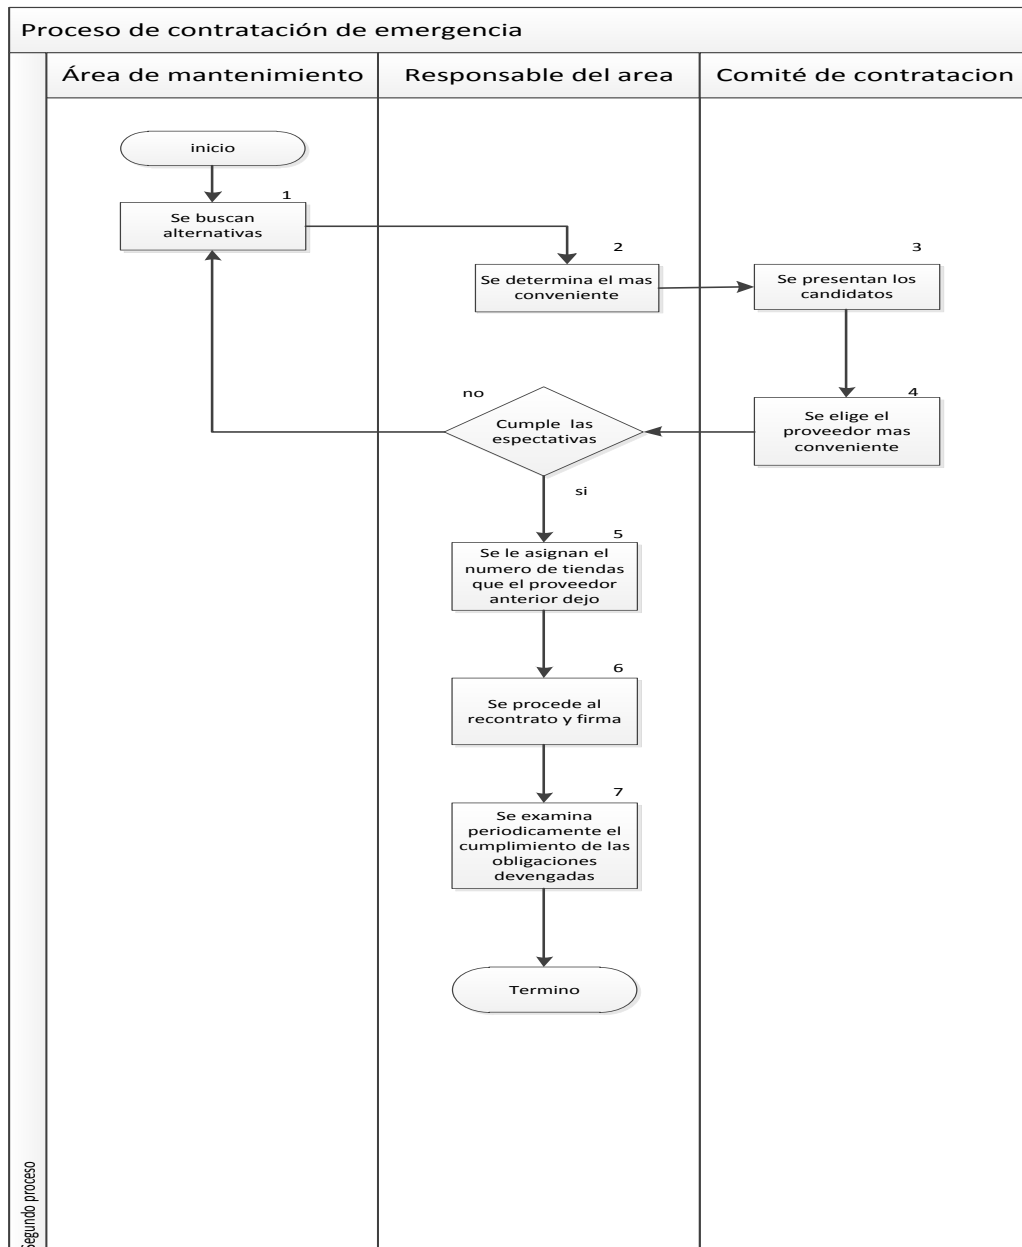 Proceso de contratación de emergencia
Área de mantenimiento
Responsable del area
Comité de contratacion
inicio
1
Se buscan
alternativas
2
Se determina el mas
conveniente
3
Se presentan los
candidatos
4
Se elige el
proveedor mas
conveniente
no
Cumple las
espectativas
si
5
Se le asignan el
numero de tiendas
que el proveedor
anterior dejo
6
Se procede al
recontrato y firma
7
Se examina
periodicamente el
cumplimiento de las
obligaciones
devengadas
Termino
Segundo proceso